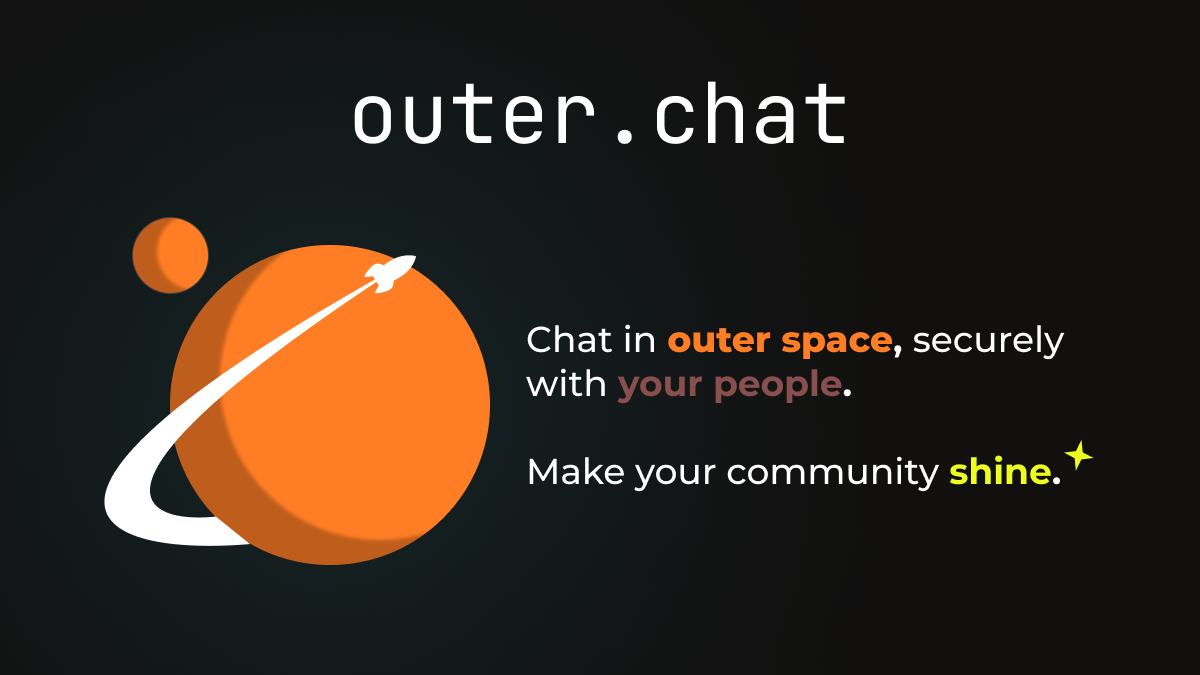 outer.chat
Chat in outer space, securely
with your people.
Make your community shine.